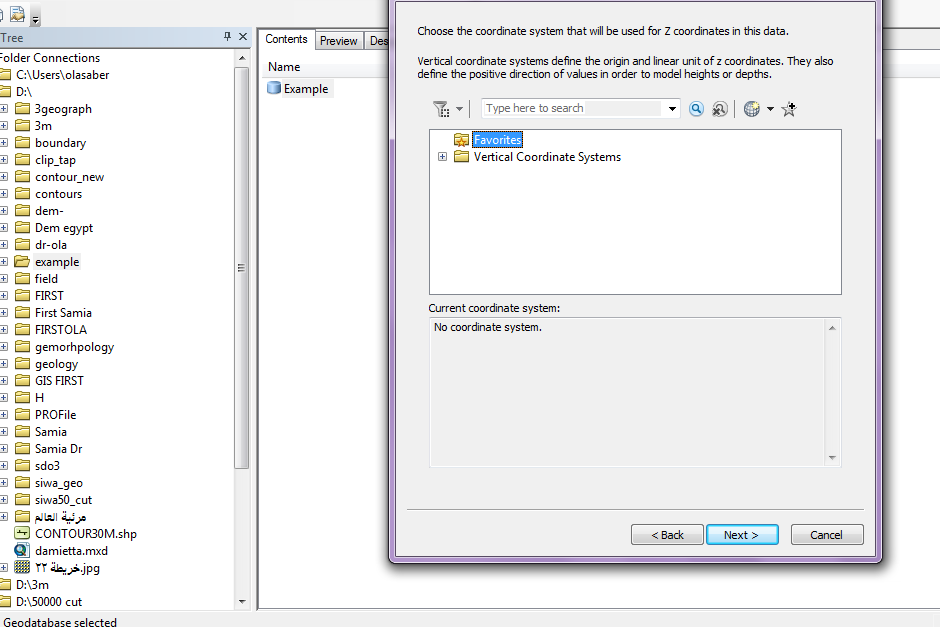 Tree
Folder Connections
C:\Users\olasaber
D:\
3geograph
3m
boundary
clip_tap
contour_new
contours
dem-
Dem egypt
dr-ola
example
field
FIRST
First Samia
FIRSTOLA
gemorhpology
geology
GIS FIRST
H
PROFile
Samia
Samia Dr
sdo3
siwa_geo
siwa50_cut
مرئية العالم
CONTOUR30M.shp
damietta.mxd
خريطة ٢٢.jpg
D:\3m
D:\50000 cut
Geodatabase selected
Contents
Preview
Des
Name
Example
Choose the coordinate system that will be used for Z coordinates in this data.
Vertical coordinate systems define the origin and linear unit of z coordinates. They also
define the positive direction of values in order to model heights or depths.
Type here to search
Favorites
Vertical Coordinate Systems
Current coordinate system:
No coordinate system.
< Back
Next >
Cancel